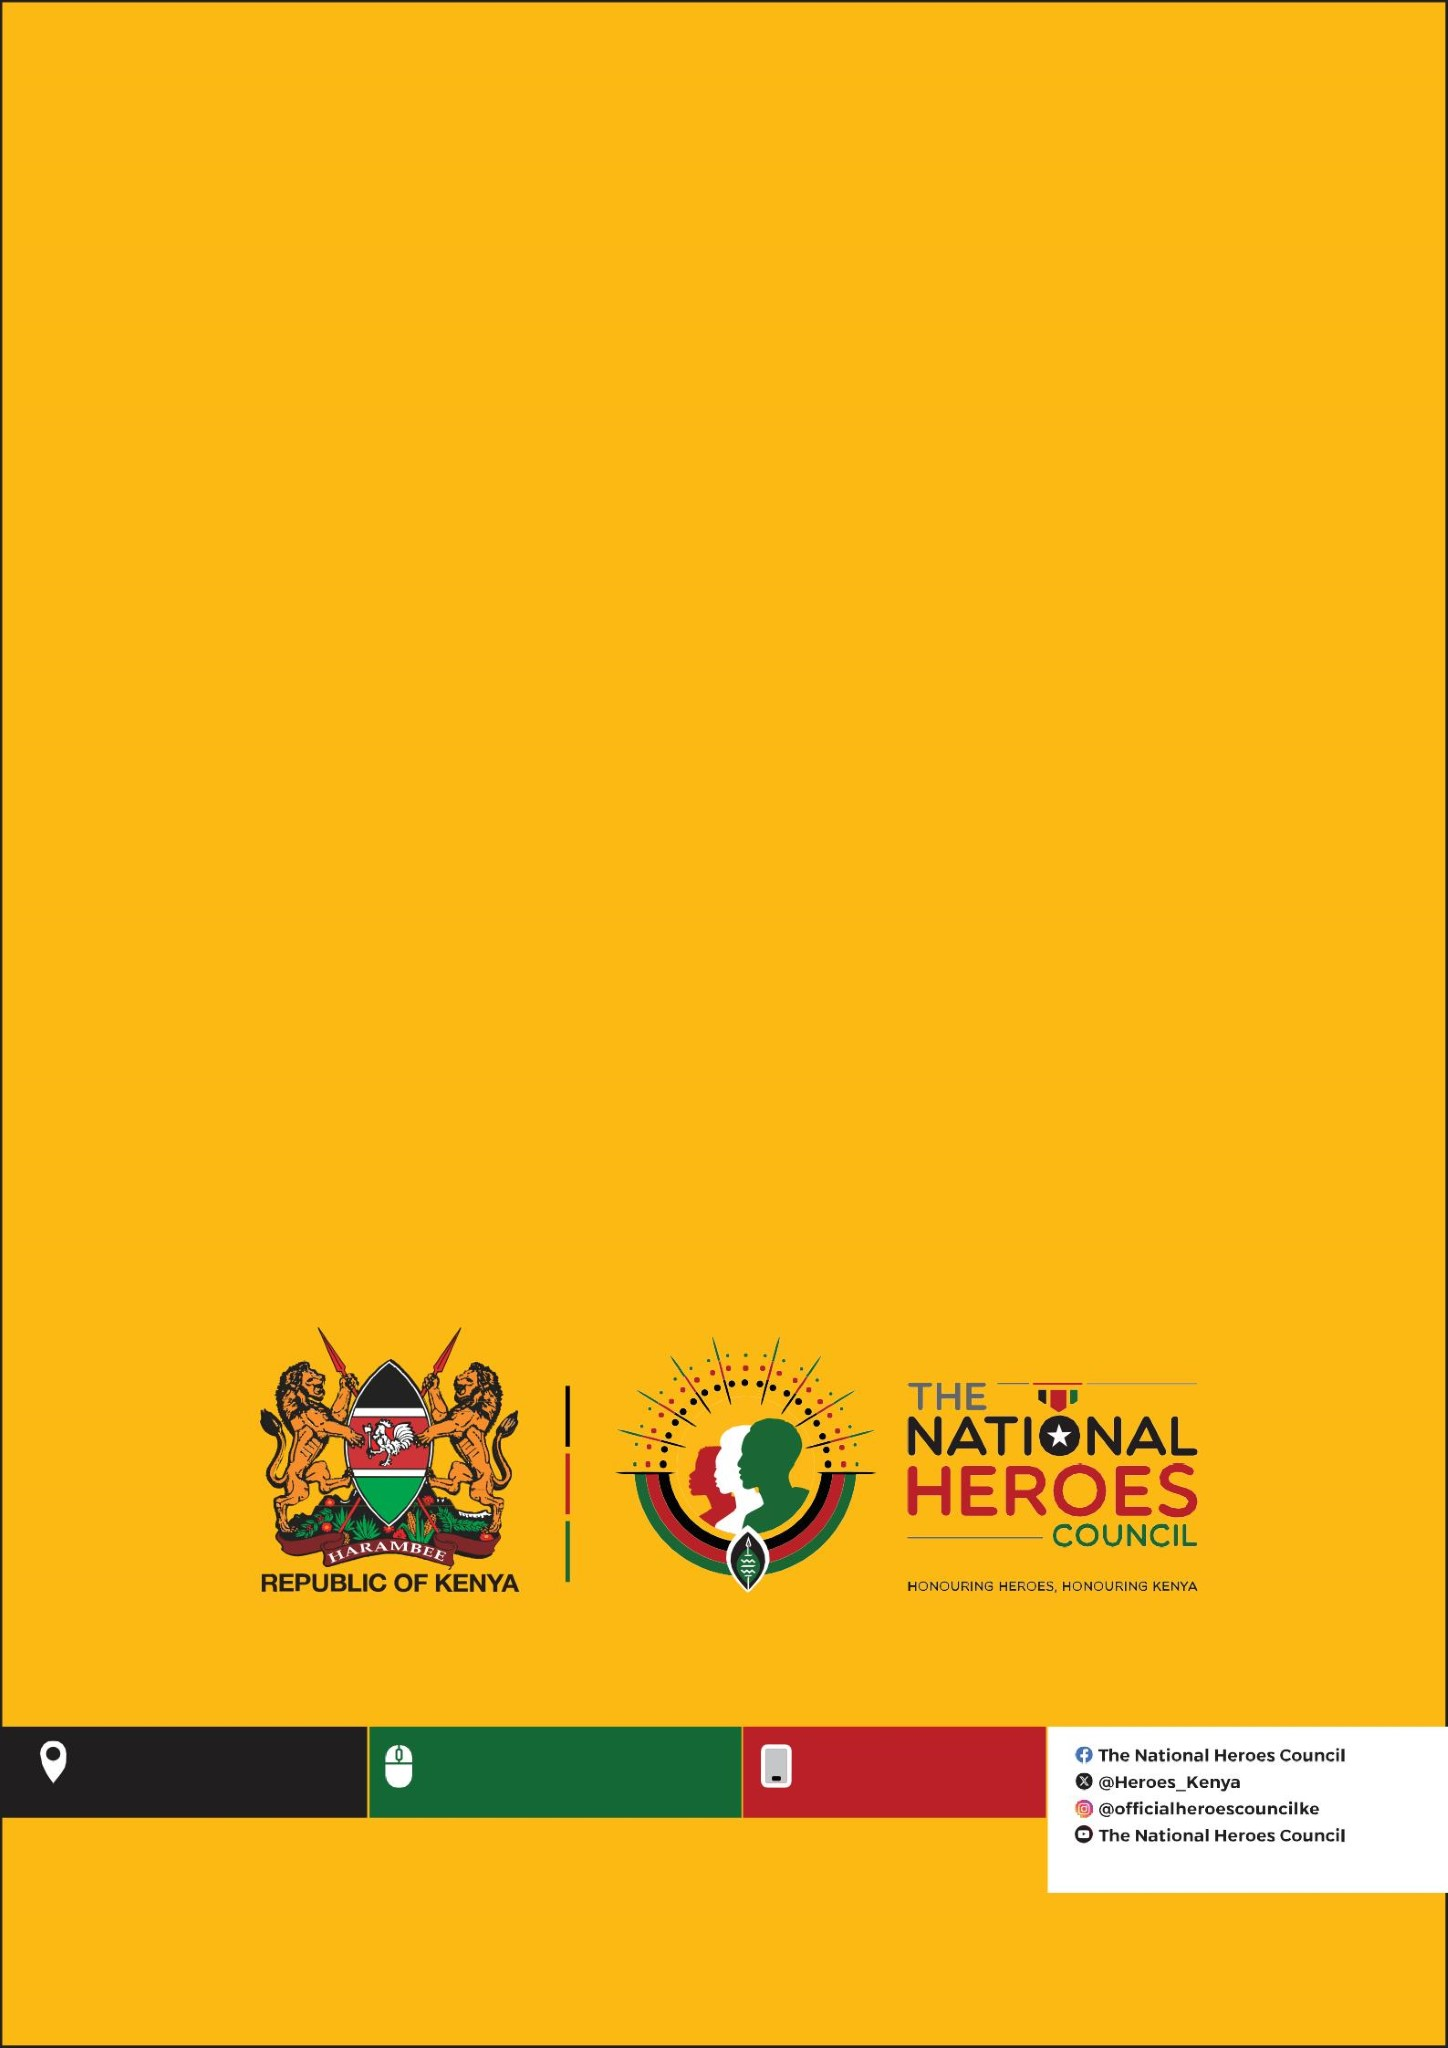 HARAMBEE
REPUBLIC OF KENYA
THE
NATIONAL
HEROES
COUNCIL
HONOURING HEROES, HONOURING KENYA
The National Heroes Council
@Heroes_Kenya
@officialheroescouncilke
The National Heroes Council